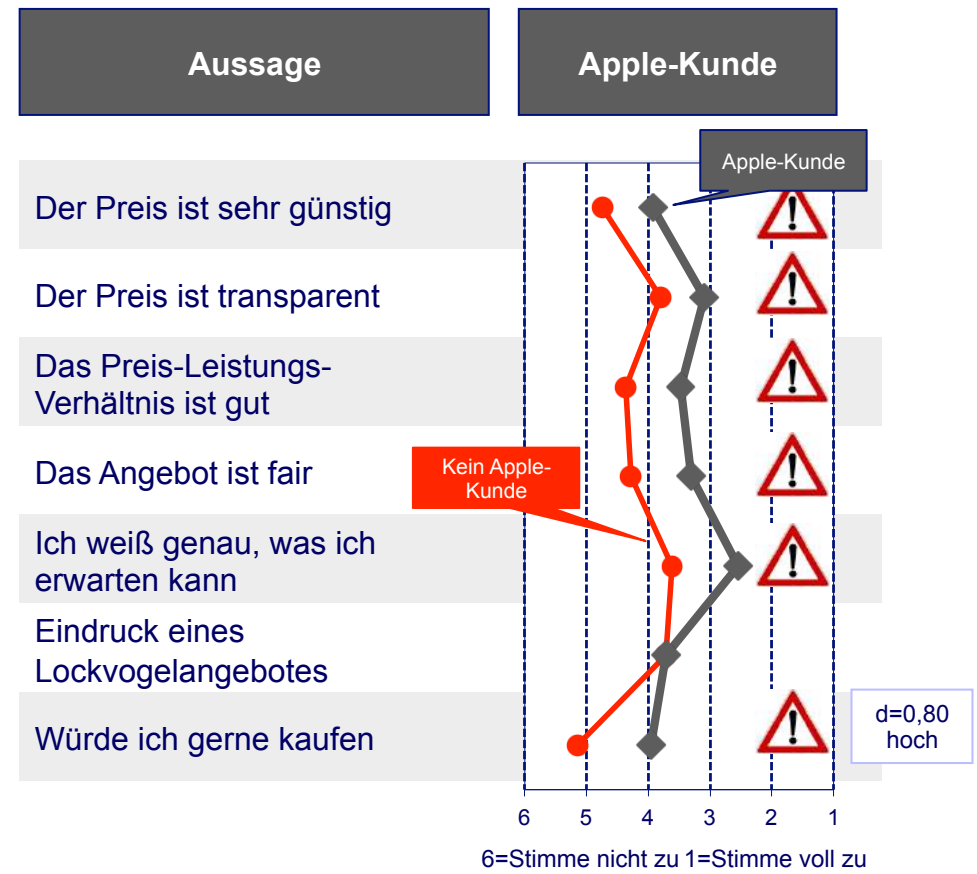 Aussage
Apple-Kunde
Apple-Kunde
Der Preis ist sehr günstig
Der Preis ist transparent
Das Preis-Leistungs-
Verhältnis ist gut
Das Angebot ist fair
Kein Apple-
Kunde
Ich weiß genau, was ich
erwarten kann
Eindruck eines
Lockvogelangebotes
Würde ich gerne kaufen
d=0,80
hoch
6 5 4 3 2 1
6=Stimme nicht zu 1=Stimme voll zu